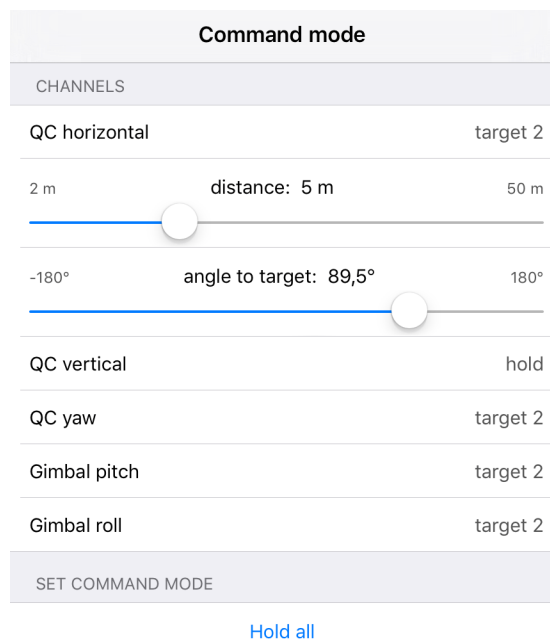 Command mode
CHANNELS
QC horizontal target 2
2 m distance: 5 m 50 m
-180° angle to target: 89,5° 180°
QC vertical hold
QC yaw target 2
Gimbal pitch target 2
Gimbal roll target 2
SET COMMAND MODE
Hold all